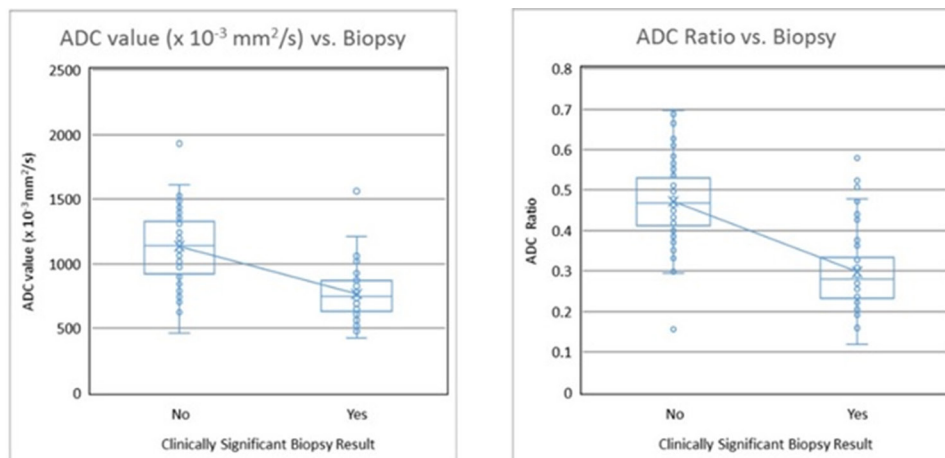 ADC value (x 10⁻³ mm²/s) vs. Biopsy
2500
2000
1500
1000
500
0
ADC value (x 10⁻³ mm²/s)
No
Yes
Clinically Significant Biopsy Result
ADC Ratio vs. Biopsy
0.8
0.7
0.6
0.5
0.4
0.3
0.2
0.1
0
ADC Ratio
No
Yes
Clinically Significant Biopsy Result